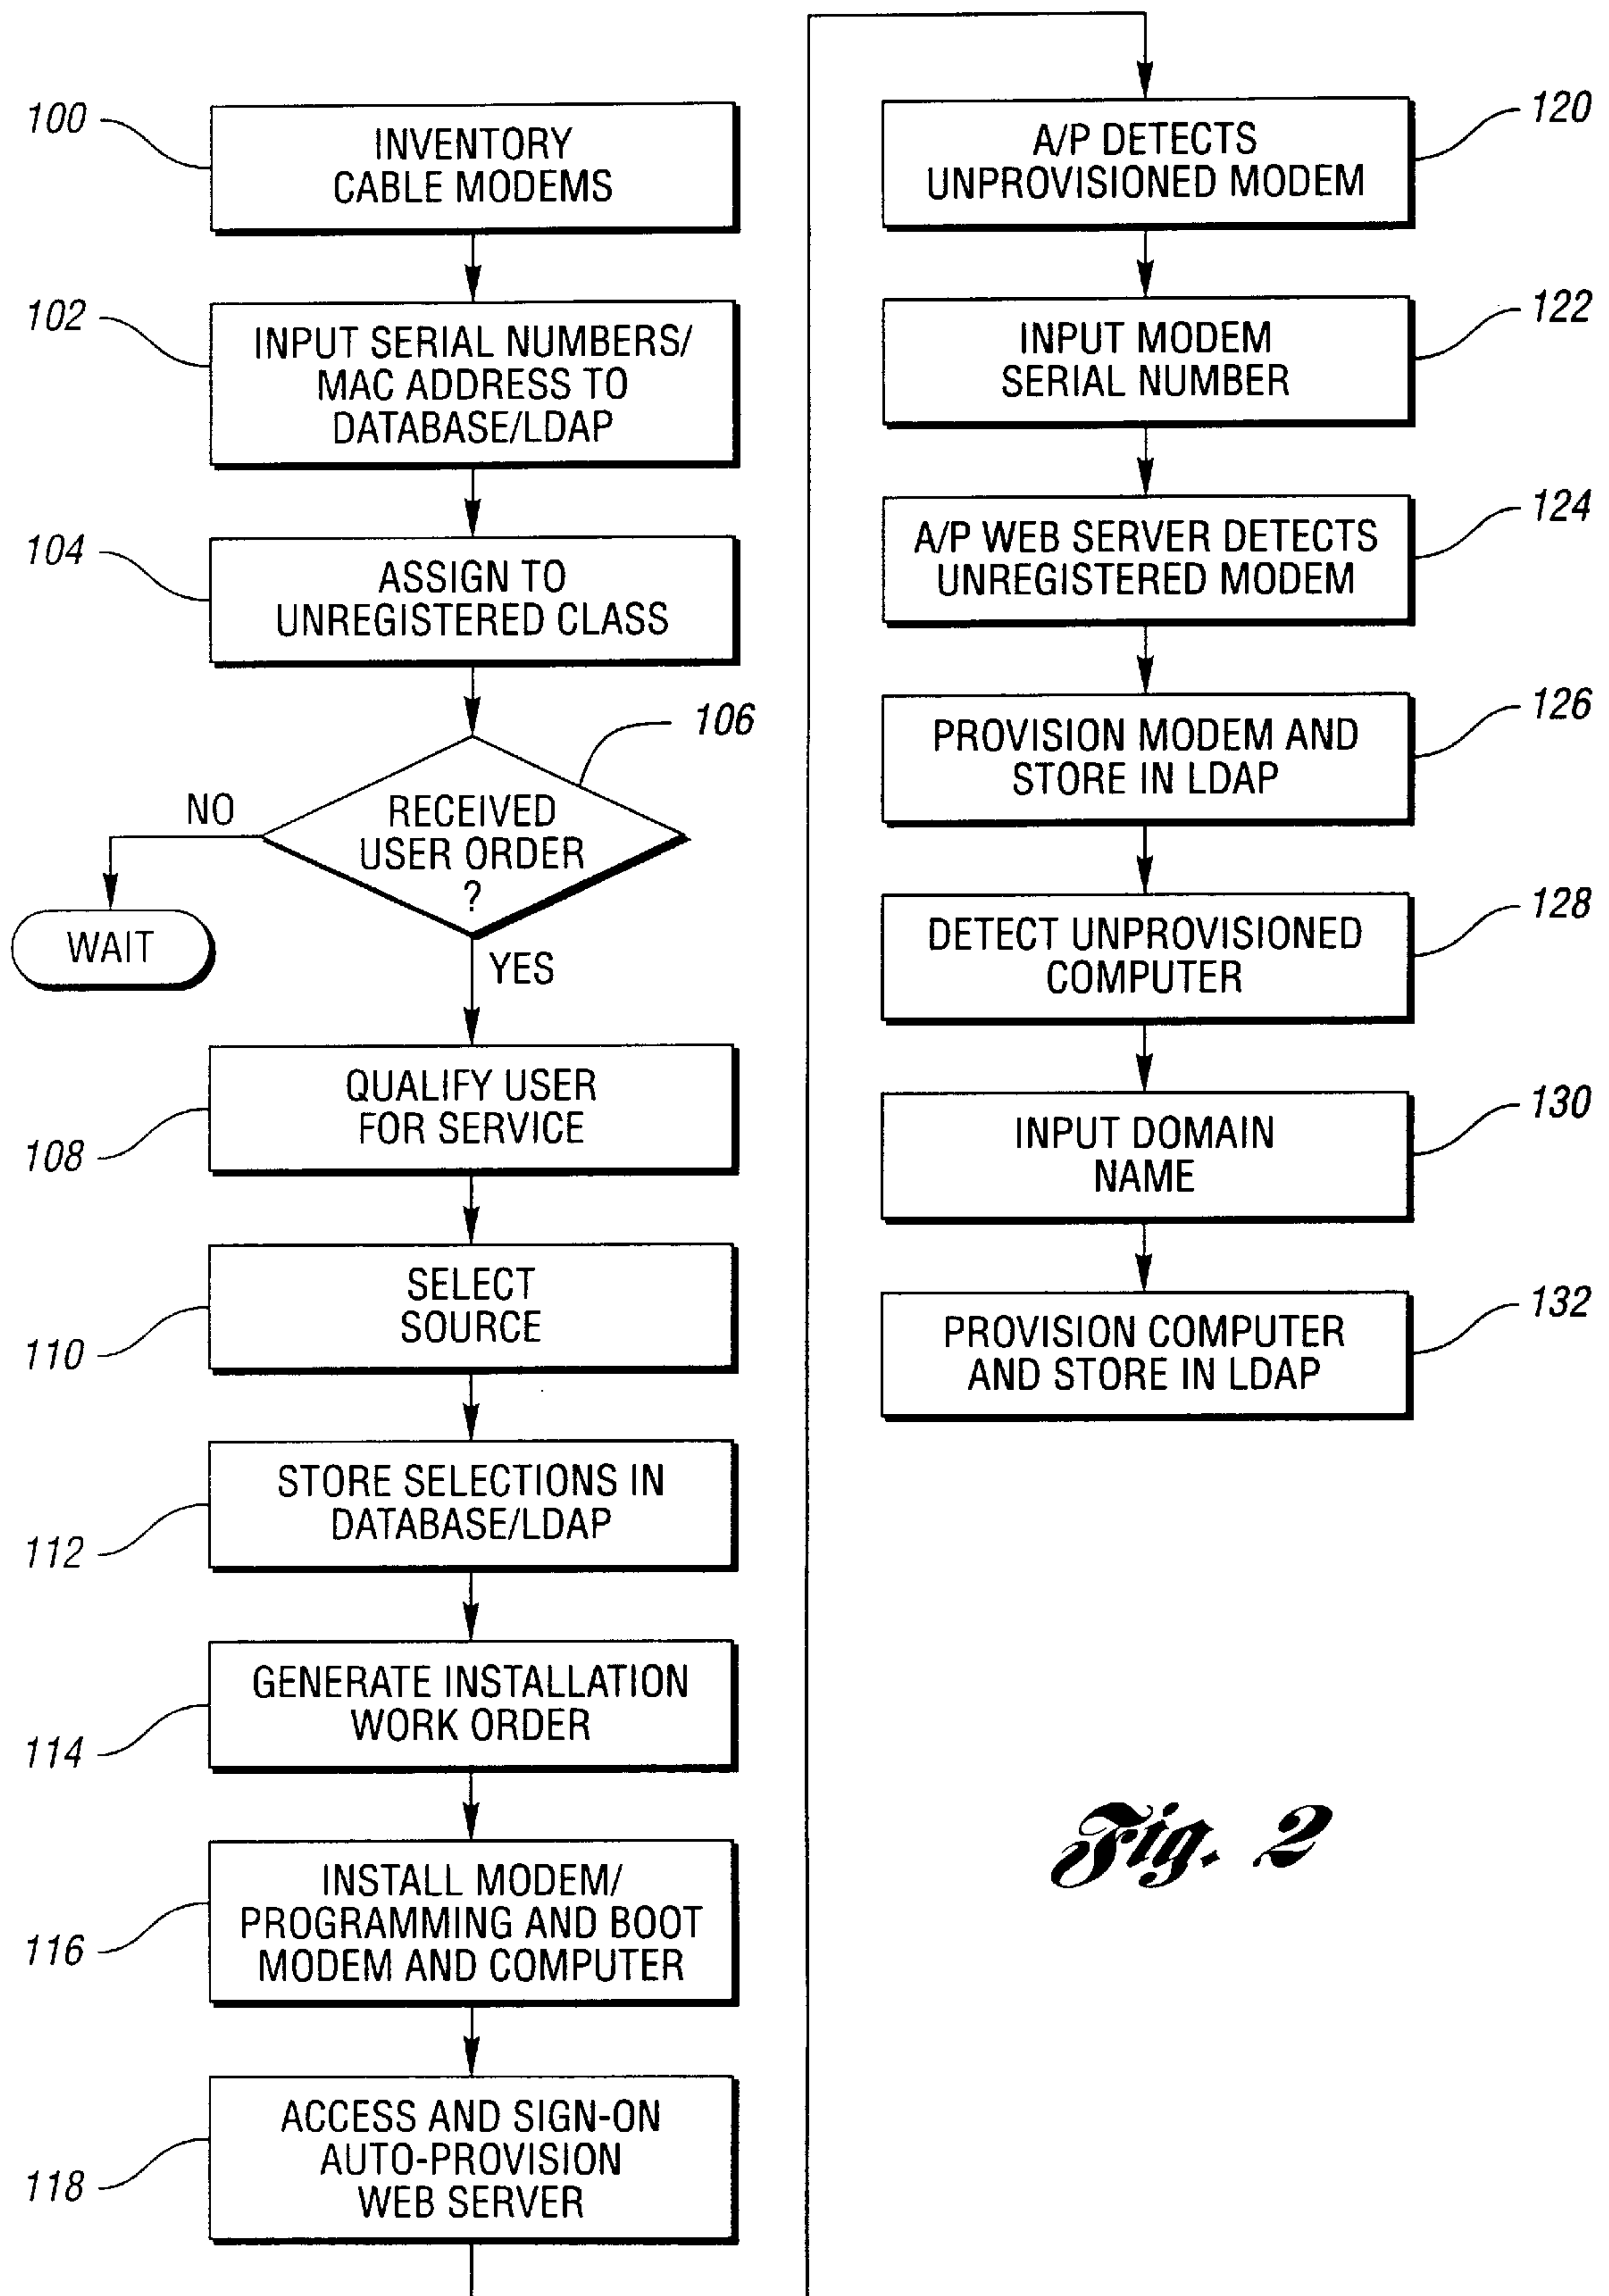 100
INVENTORY
CABLE MODEMS
102
INPUT SERIAL NUMBERS/
MAC ADDRESS TO
DATABASE/LDAP
104
ASSIGN TO
UNREGISTERED CLASS
106
RECEIVED
USER ORDER
?
NO
WAIT
YES
108
QUALIFY USER
FOR SERVICE
110
SELECT
SOURCE
112
STORE SELECTIONS IN
DATABASE/LDAP
114
GENERATE INSTALLATION
WORK ORDER
116
INSTALL MODEM/
PROGRAMMING AND BOOT
MODEM AND COMPUTER
118
ACCESS AND SIGN-ON
AUTO-PROVISION
WEB SERVER
120
A/P DETECTS
UNPROVISIONED MODEM
122
INPUT MODEM
SERIAL NUMBER
124
A/P WEB SERVER DETECTS
UNREGISTERED MODEM
126
PROVISION MODEM AND
STORE IN LDAP
128
DETECT UNPROVISIONED
COMPUTER
130
INPUT DOMAIN
NAME
132
PROVISION COMPUTER
AND STORE IN LDAP
Fig. 2